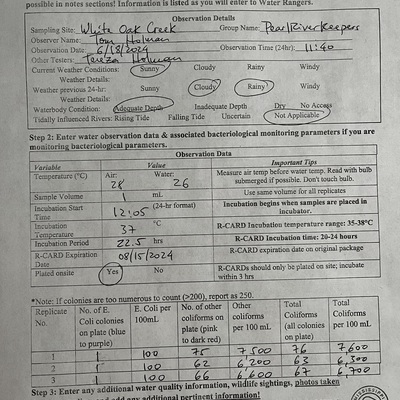 possible in notes sections! Information is listed as you will enter to Water Rangers.
Observation Details
Sampling Site: White Oak Creek Group Name: Pearl RiverKeepers
Observer Name: Tom Holman
Observation Date: 6/18/2024 Observation Time (24hr): 11:40
Other Testers: Tereza Holman
Current Weather Conditions: Sunny Cloudy Rainy Windy
Weather Details:
Weather previous 24-hr: Sunny Cloudy Rainy Windy
Weather Details:
Waterbody Condition: Adequate Depth Inadequate Depth Dry No Access
Tidally Influenced Rivers: Rising Tide Falling Tide Uncertain Not Applicable
Step 2: Enter water observation data & associated bacteriological monitoring parameters if you are
monitoring bacteriological parameters.
Observation Data
Variable Value Important Tips
Temperature (°C) Air: 28 Water: 26 Measure air temp before water temp. Read with bulb
submerged if possible. Don't touch bulb.
Sample Volume 1 mL Use same volume for all replicates
Incubation Start Time 12:05 (24-hr format) Incubation begins when samples are placed in
incubator.
Incubation Temperature 37 °C R-CARD Incubation temperature range: 35-38°C
Incubation Period 22.5 hrs R-CARD Incubation time: 20-24 hours
R-CARD Expiration Date 08/15/2024 R-CARD expiration date on original package
Plated onsite Yes No R-CARDs should only be plated on site; incubate
within 3 hrs
*Note: If colonies are too numerous to count (>200), report as 250.
Replicate No. No. of E. Coli colonies on plate (blue to purple) E. Coli per 100mL No. of other coliforms colonies on plate (pink to dark red) Other coliforms per 100 mL Total Coliforms (all colonies on plate) Total Coliforms per 100 mL
1 1 100 75 7500 76 7600
2 1 100 62 6,200 63 6,300
3 1 100 66 6,600 67 6,700
Step 3: Enter any additional water quality information, wildlife sightings, photos taken
add any additional pertinent information!
MISSISSIPPI